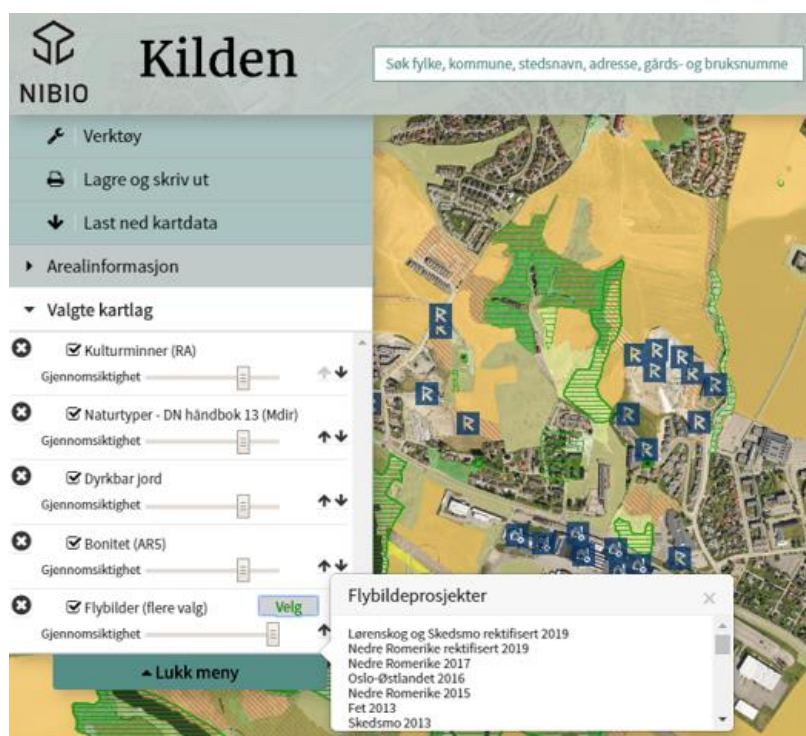 NIBIO
Kilden
Søk fylke, kommune, stedsnavn, adresse, gårds- og bruksnumme
Verktøy
Lagre og skriv ut
Last ned kartdata
Arealinformasjon
Valgte kartlag
Kulturminner (RA)
Gjennomsiktighet
Naturtyper - DN håndbok 13 (Mdir)
Gjennomsiktighet
Dyrkbar jord
Gjennomsiktighet
Bonitet (AR5)
Gjennomsiktighet
Flybilder (flere valg) Velg
Gjennomsiktighet
Lukk meny
Flybildeprosjekter
Lørenskog og Skedsmo rektifisert 2019
Nedre Romerike rektifisert 2019
Nedre Romerike 2017
Oslo-Østlandet 2016
Nedre Romerike 2015
Fet 2013
Skedsmo 2013